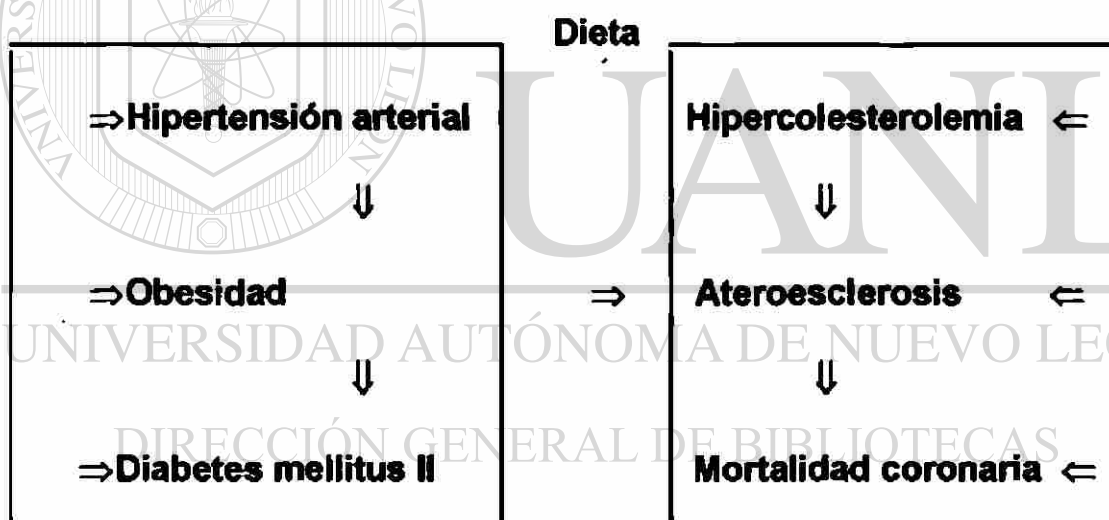 Dieta
⇒Hipertensión arterial
Hipercolesterolemia ⇐
⇓
⇓
⇒Obesidad
⇒
Ateroesclerosis ⇐
UNIVERSIDAD AUTÓNOMA DE NUEVO LE
⇓
⇓
DIRECCIÓN GENERAL DE BIBLIOTECAS
⇒Diabetes mellitus II
Mortalidad coronaria ⇐
UANL